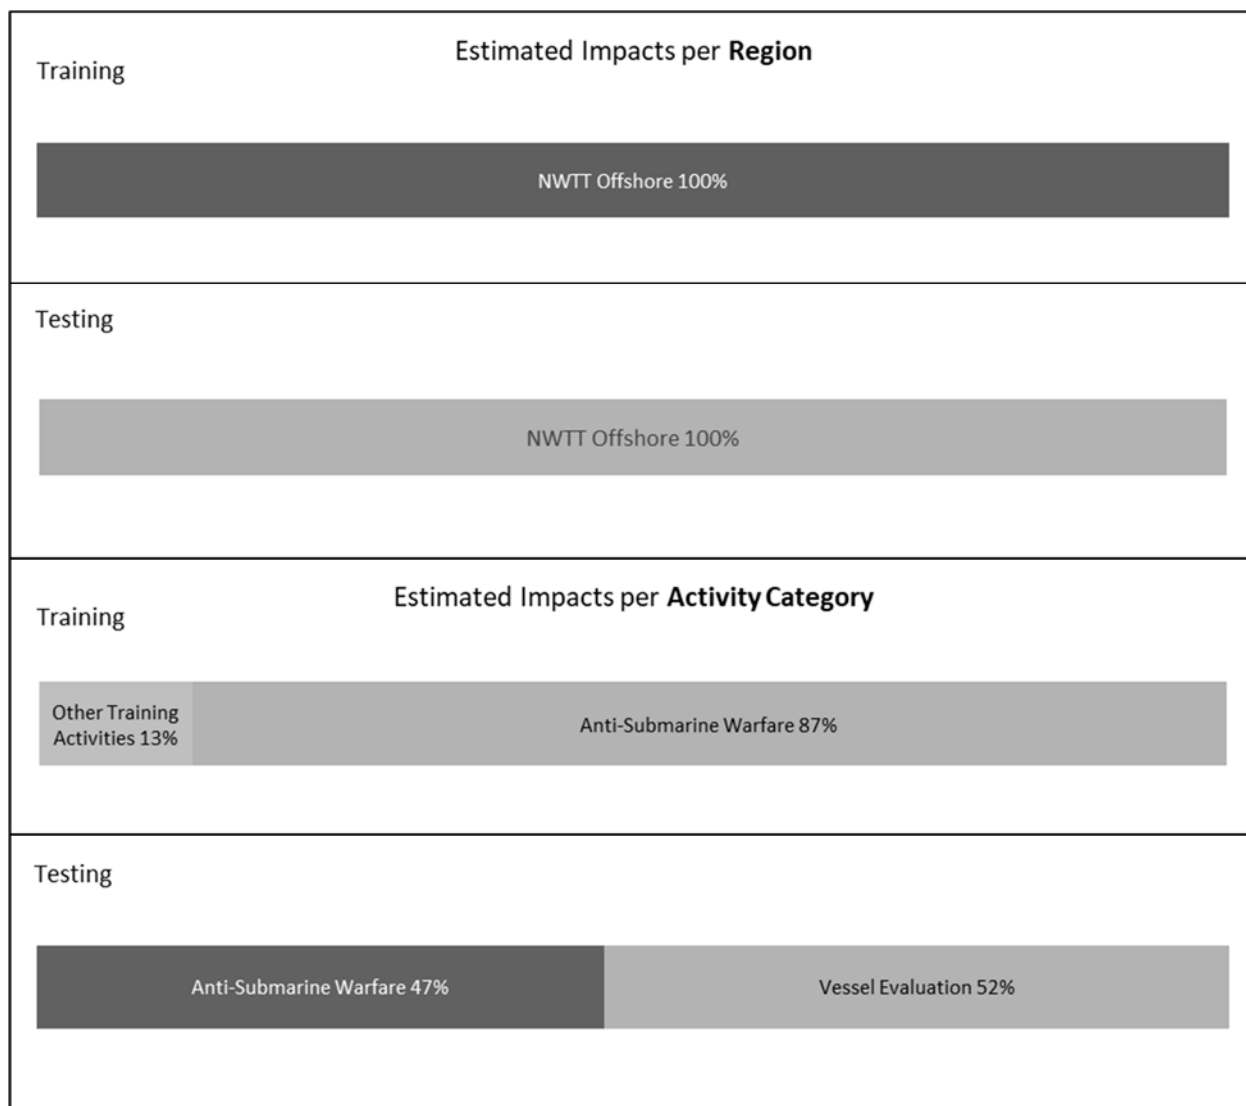 Estimated Impacts per Region
Training
NWTT Offshore 100%
Testing
NWTT Offshore 100%
Estimated Impacts per Activity Category
Training
Other Training
Activities 13%
Anti-Submarine Warfare 87%
Testing
Anti-Submarine Warfare 47%
Vessel Evaluation 52%